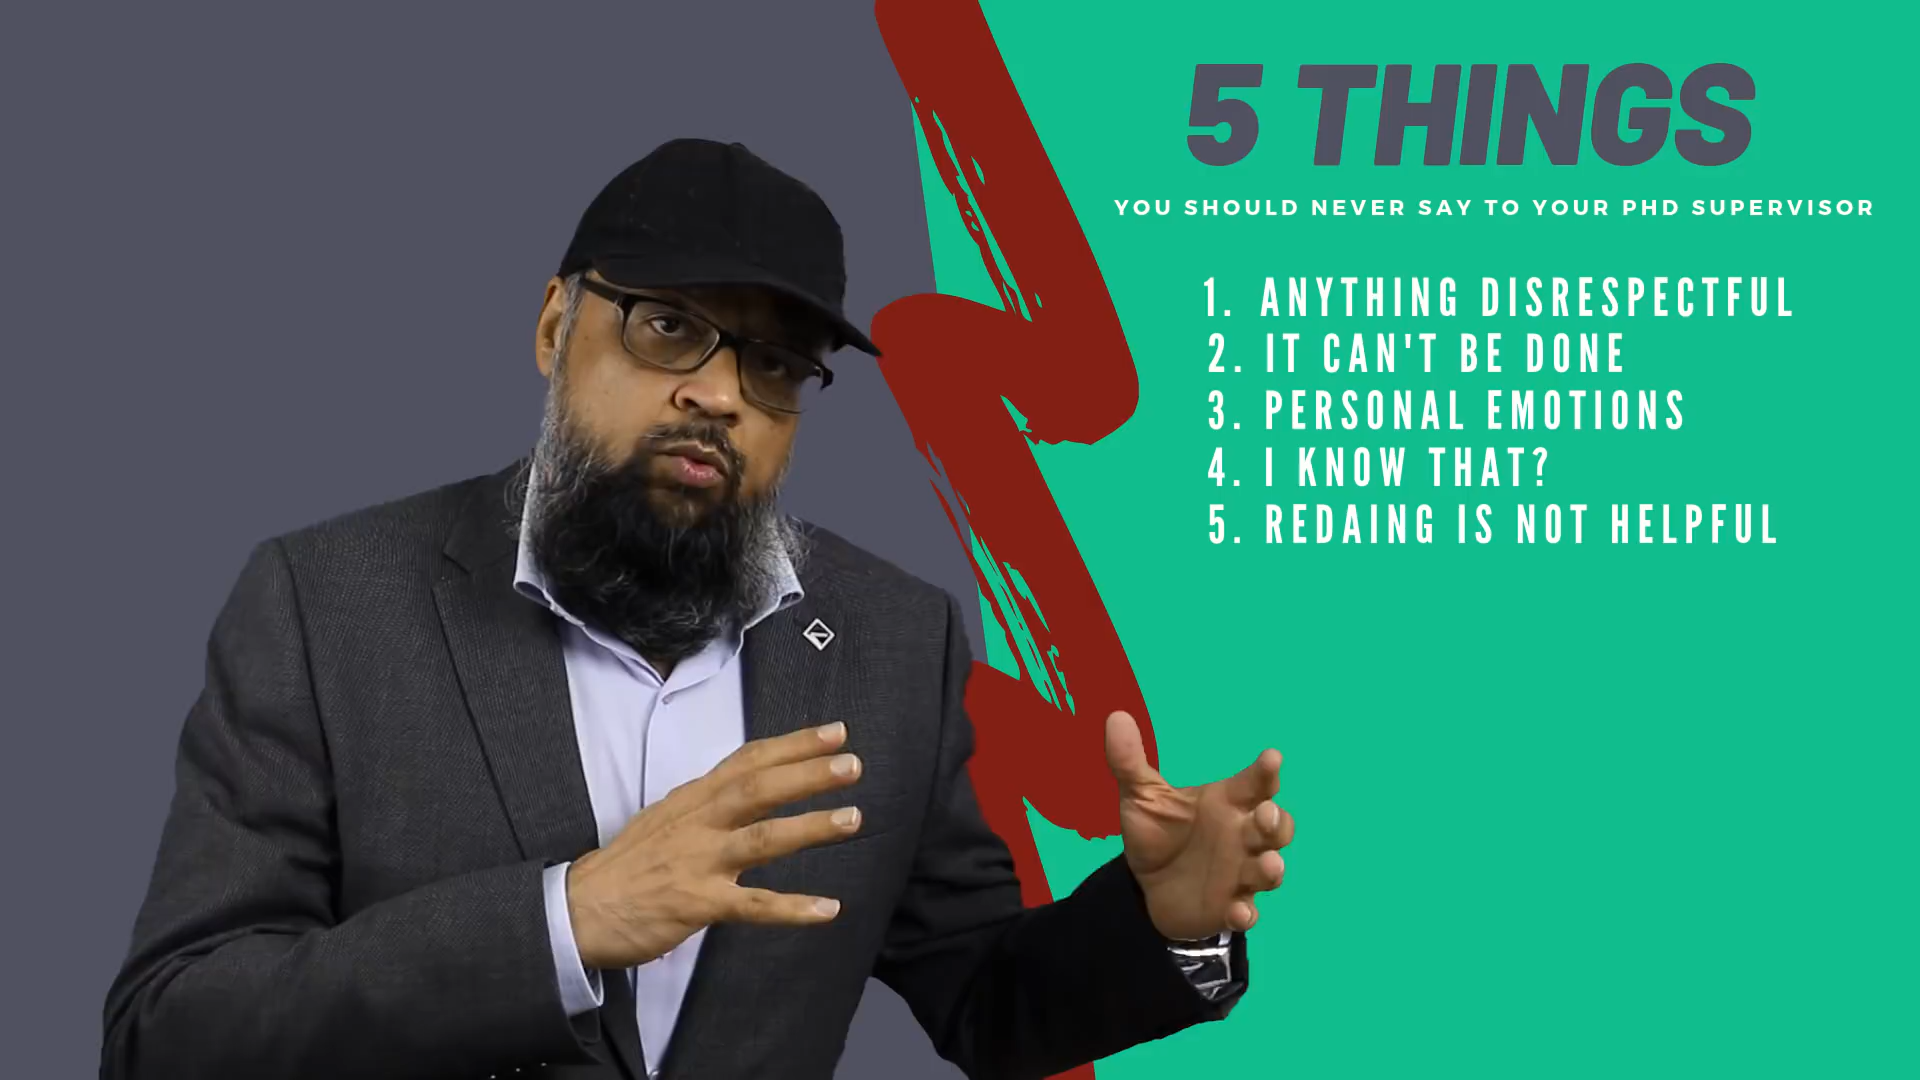 5 THINGS
YOU SHOULD NEVER SAY TO YOUR PHD SUPERVISOR
1. ANYTHING DISRESPECTFUL
2. IT CAN'T BE DONE
3. PERSONAL EMOTIONS
4. I KNOW THAT?
5. REDAING IS NOT HELPFUL